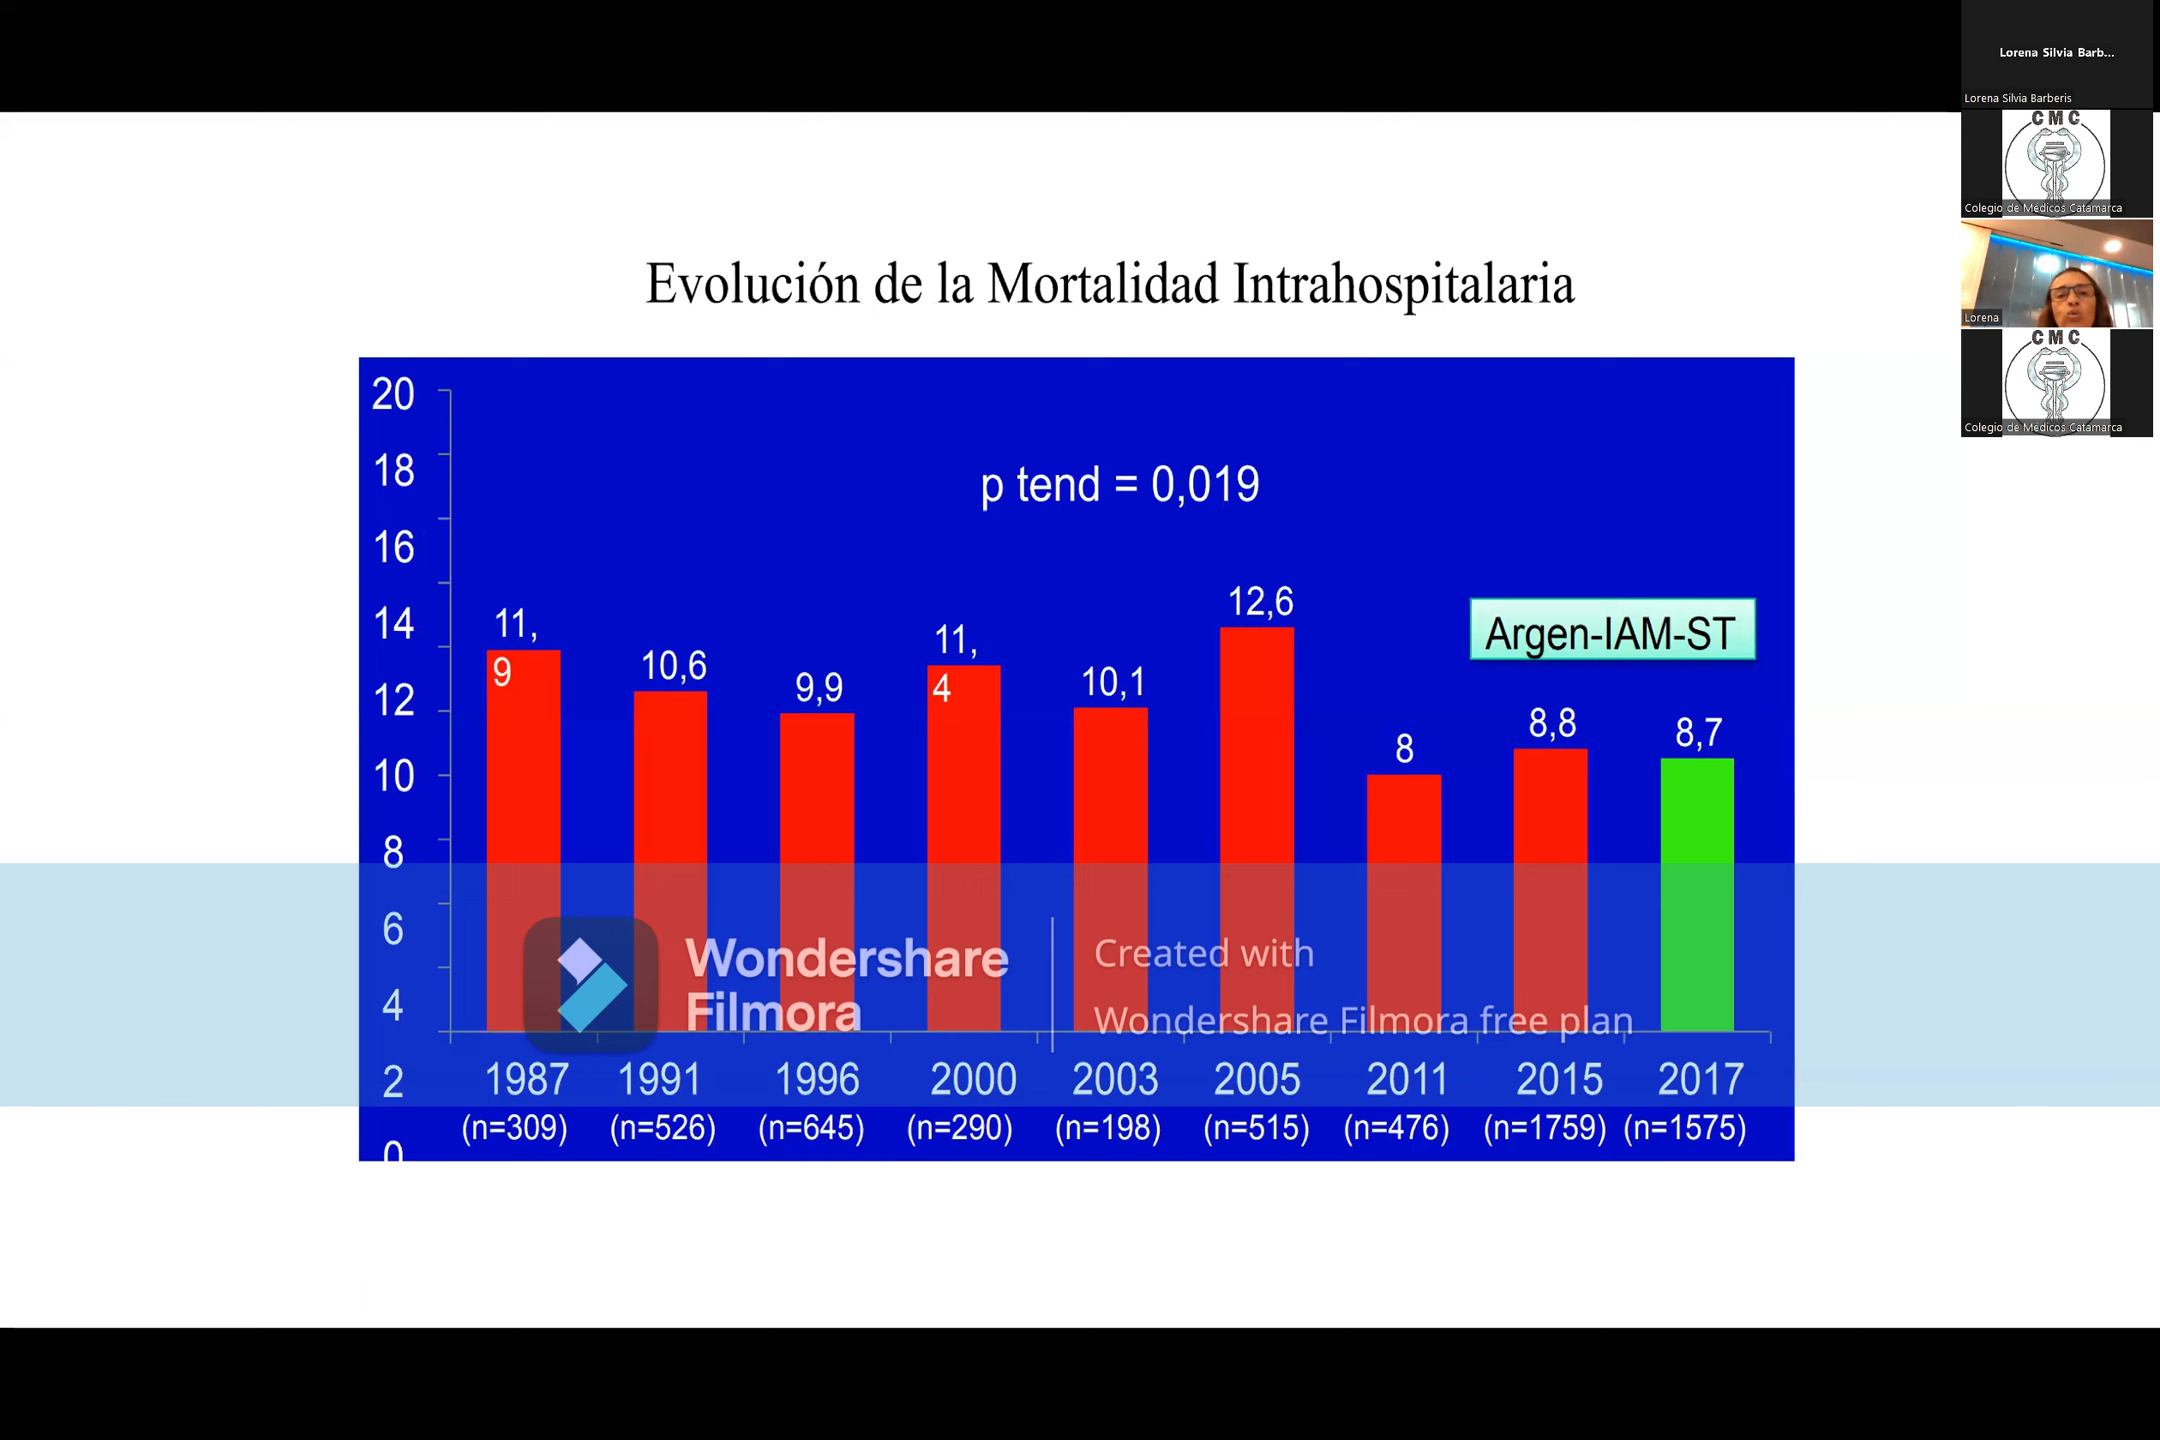 Lorena Silvia Barb...
Lorena Silvia Barberis
CMC
Colegio de Médicos Catamarca
Lorena
CMC
Colegio de Médicos Catamarca
Evolución de la Mortalidad Intrahospitalaria
20
18
16
14
12
10
8
6
4
2
0
p tend = 0,019
Argen-IAM-ST
11,
9
10,6
9,9
11,
4
10,1
12,6
8
8,8
8,7
Wondershare
Filmora
Created with
Wondershare Filmora free plan
1987 1991 1996 2000 2003 2005 2011 2015 2017
(n=309) (n=526) (n=645) (n=290) (n=198) (n=515) (n=476) (n=1759) (n=1575)